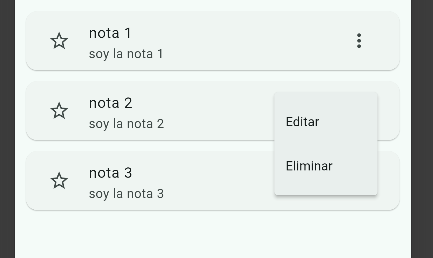 nota 1
soy la nota 1
nota 2
soy la nota 2
Editar
Eliminar
nota 3
soy la nota 3